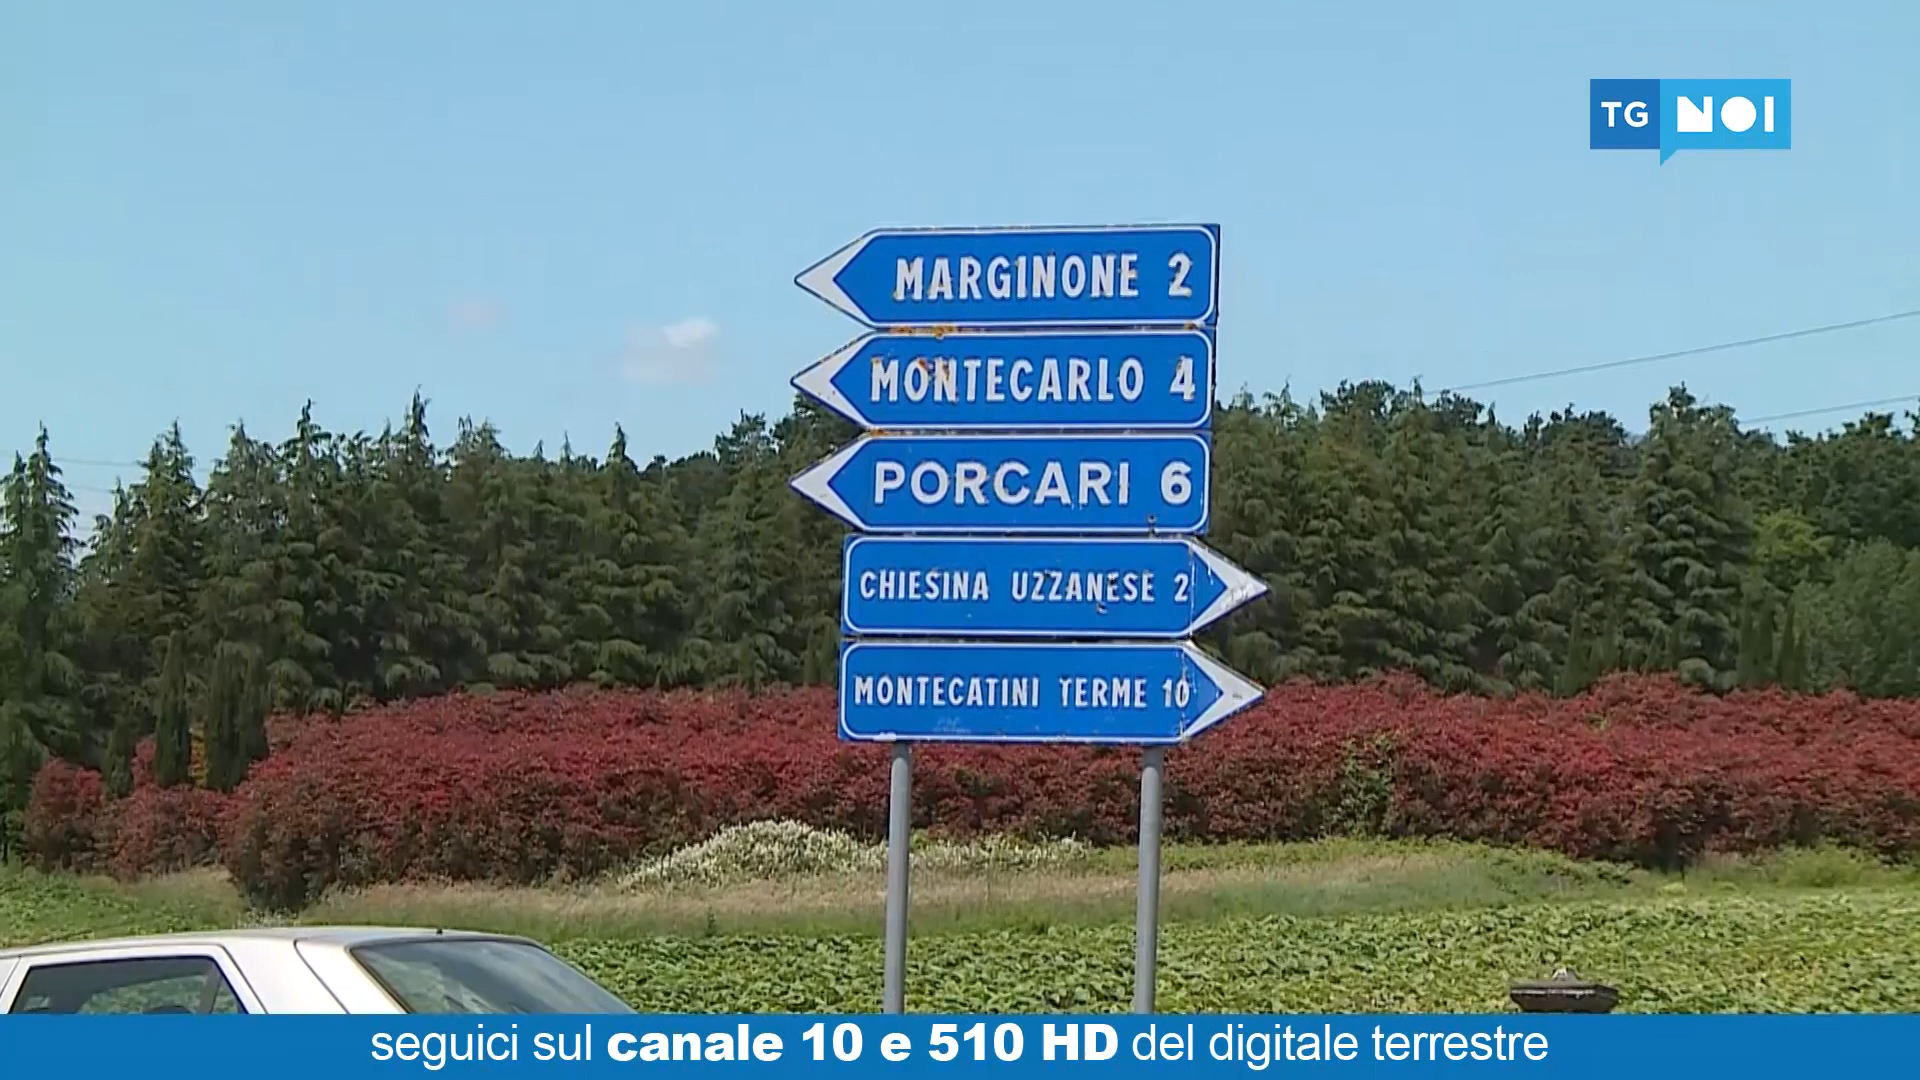 TG NOI
MARGINONE 2
MONTECARLO 4
PORCARI 6
CHIESINA UZZANESE 2
MONTECATINI TERME 10
seguici sul canale 10 e 510 HD del digitale terrestre